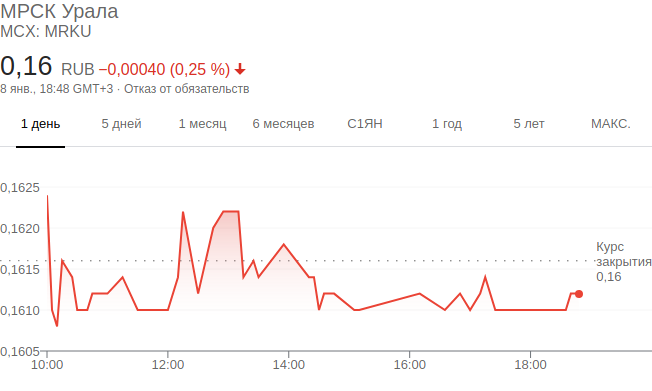 МРСК Урала
MCX: MRKU
0,16 RUB −0,00040 (0,25 %)
8 янв., 18:48 GMT+3 · Отказ от обязательств
1 день 5 дней 1 месяц 6 месяцев С1ЯН 1 год 5 лет МАКС.
0,1625
0,1620
Курс
закрытия
0,1615
0,16
0,1610
0,1605
10:00 12:00 14:00 16:00 18:00